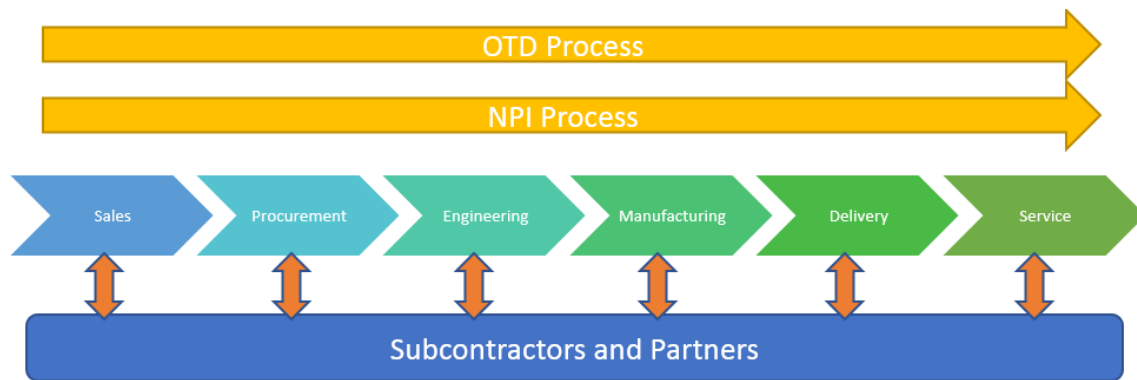 OTD Process
NPI Process
Sales
Procurement
Engineering
Manufacturing
Delivery
Service
Subcontractors and Partners